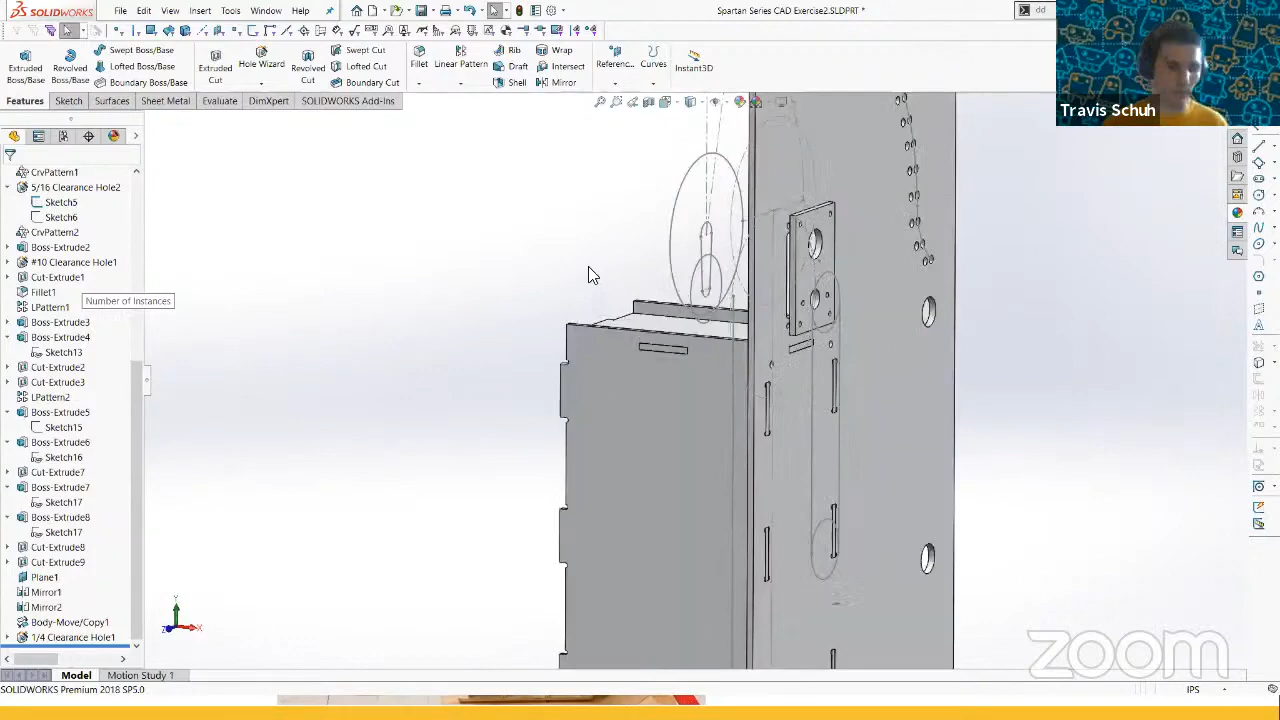 SOLIDWORKS File Edit View Insert Tools Window Help
Spartan Series CAD Exercise2.SLDPRT *
dd
Extruded Boss/Base
Revolved Boss/Base
Swept Boss/Base
Lofted Boss/Base
Boundary Boss/Base
Extruded Cut
Hole Wizard
Revolved Cut
Swept Cut
Lofted Cut
Boundary Cut
Fillet
Linear Pattern
Rib
Draft
Shell
Wrap
Intersect
Mirror
Referenc...
Curves
Instant3D
Features Sketch Surfaces Sheet Metal Evaluate DimXpert SOLIDWORKS Add-Ins
Travis Schuh
CrvPattern1
5/16 Clearance Hole2
Sketch5
Sketch6
CrvPattern2
Boss-Extrude2
#10 Clearance Hole1
Cut-Extrude1
Fillet1
Number of Instances
LPattern1
Boss-Extrude3
Boss-Extrude4
Sketch13
Cut-Extrude2
Cut-Extrude3
LPattern2
Boss-Extrude5
Sketch15
Boss-Extrude6
Sketch16
Cut-Extrude7
Boss-Extrude7
Sketch17
Boss-Extrude8
Sketch17
Cut-Extrude8
Cut-Extrude9
Plane1
Mirror1
Mirror2
Body-Move/Copy1
1/4 Clearance Hole1
Y
Z
X
zoom
Model Motion Study 1
SOLIDWORKS Premium 2018 SP5.0
IPS